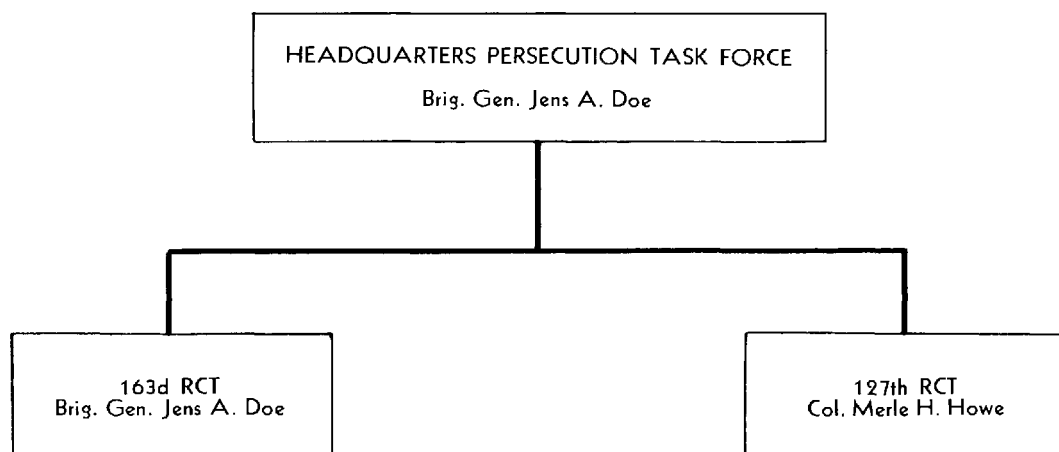 HEADQUARTERS PERSECUTION TASK FORCE
Brig. Gen. Jens A. Doe
163d RCT
Brig. Gen. Jens A. Doe
127th RCT
Col. Merle H. Howe